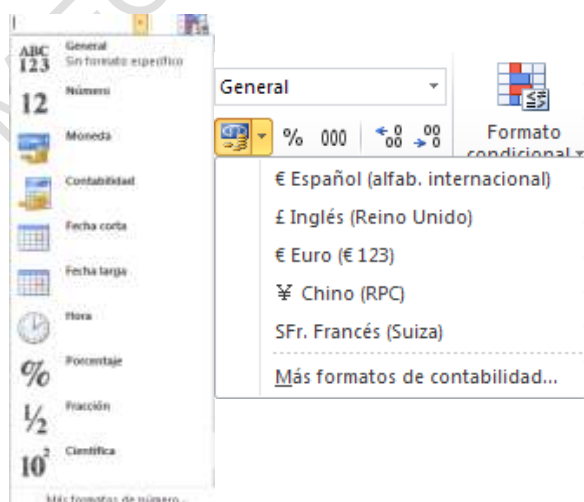 ABC
123
General
Sin formato específico
12
Número
Moneda
Contabilidad
Fecha corta
Fecha larga
Hora
%
Porcentaje
½
Fracción
10²
Científica
Más formatos de número...
General
% 000
Formato
condicional
€ Español (alfab. internacional)
£ Inglés (Reino Unido)
€ Euro (€ 123)
¥ Chino (RPC)
SFr. Francés (Suiza)
Más formatos de contabilidad...